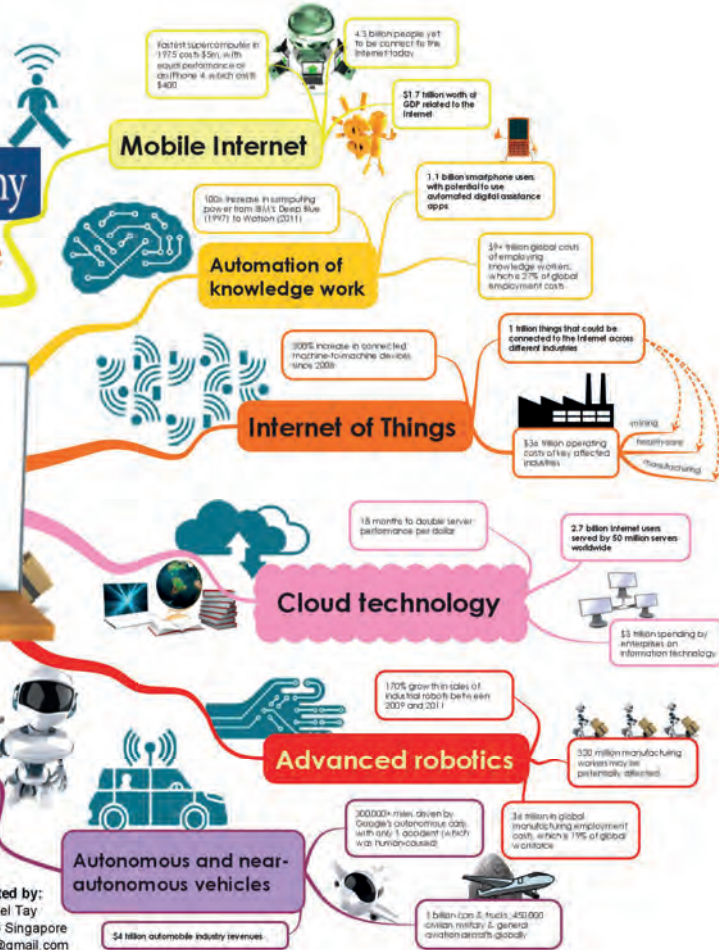 Fastest supercomputer in
1975 costs $5m, with
equal performance of
an iPhone 4 which costs
$400
4.3 billion people yet
to be connect to the
Internet today
$1.7 trillion worth of
GDP related to the
Internet
Mobile Internet
ny
100x increase in computing
power from IBM's Deep Blue
(1997) to Watson (2011)
1.1 billion smartphone users
with potential to use
automated digital assistance
apps
Automation of
knowledge work
$9+ trillion global costs
of employing
knowledge workers,
which is 27% of global
employment costs
300% increase in connected
machine-to-machine devices
since 2008
1 trillion things that could be
connected to the Internet across
different industries
Internet of Things
$36 trillion operating
costs of key affected
industries
mining
healthcare
manufacturing
18 months to double server
performance per dollar
2.7 billion Internet users
served by 50 million servers
worldwide
Cloud technology
$3 trillion spending by
enterprises on
information technology
170% growth in sales of
industrial robots between
2009 and 2011
Advanced robotics
320 million manufacturing
workers may be
potentially affected
$6 trillion in global
manufacturing employment
costs, which is 19% of global
workforce
300,000+ miles driven by
Google's autonomous cars
with only 1 accident (which
was human-caused)
Autonomous and near-
autonomous vehicles
1 billion cars & trucks, 450,000
civilian, military & general
aviation aircrafts globally
$4 trillion automobile industry revenues
ted by:
el Tay
Singapore
@gmail.com